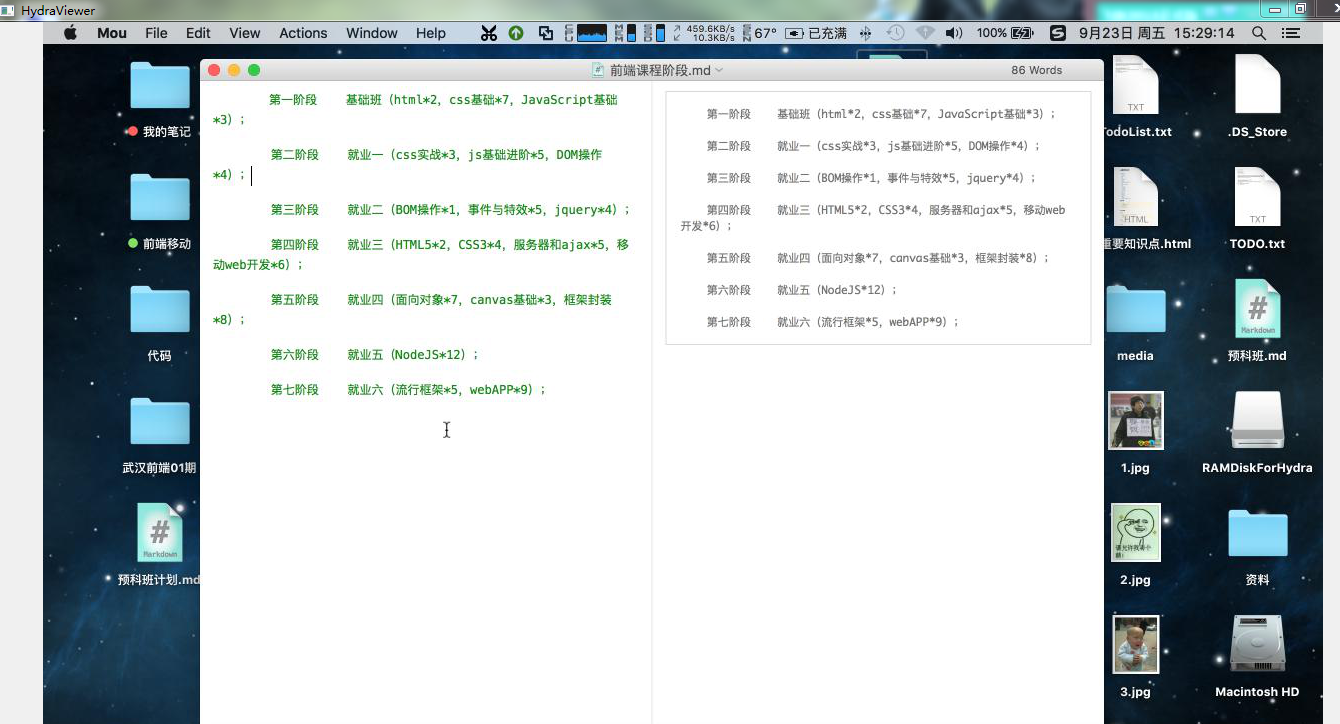 HydraViewer
Mou File Edit View Actions Window Help 459.6KB/s 10.3KB/s 67° 已充满 100% 9月23日 周五 15:29:14
前端课程阶段.md 86 Words
第一阶段 基础班（html*2，css基础*7，JavaScript基础
*3）；
第二阶段 就业一（css实战*3，js基础进阶*5，DOM操作
*4）；
第三阶段 就业二（BOM操作*1，事件与特效*5，jquery*4）；
第四阶段 就业三（HTML5*2，CSS3*4，服务器和ajax*5，移
动web开发*6）；
第五阶段 就业四（面向对象*7，canvas基础*3，框架封装
*8）；
第六阶段 就业五（NodeJS*12）；
第七阶段 就业六（流行框架*5，webAPP*9）；
第一阶段 基础班（html*2，css基础*7，JavaScript基础*3）；
第二阶段 就业一（css实战*3，js基础进阶*5，DOM操作*4）；
第三阶段 就业二（BOM操作*1，事件与特效*5，jquery*4）；
第四阶段 就业三（HTML5*2，CSS3*4，服务器和ajax*5，移动web
开发*6）；
第五阶段 就业四（面向对象*7，canvas基础*3，框架封装*8）；
第六阶段 就业五（NodeJS*12）；
第七阶段 就业六（流行框架*5，webAPP*9）；
我的笔记
前端移动
代码
武汉前端01期
#
Markdown
预科班计划.md
TXT
TodoList.txt
.DS_Store
HTML
重要知识点.html
TXT
TODO.txt
media
#
Markdown
预科班.md
1.jpg
RAMDiskForHydra
2.jpg
资料
3.jpg
Macintosh HD